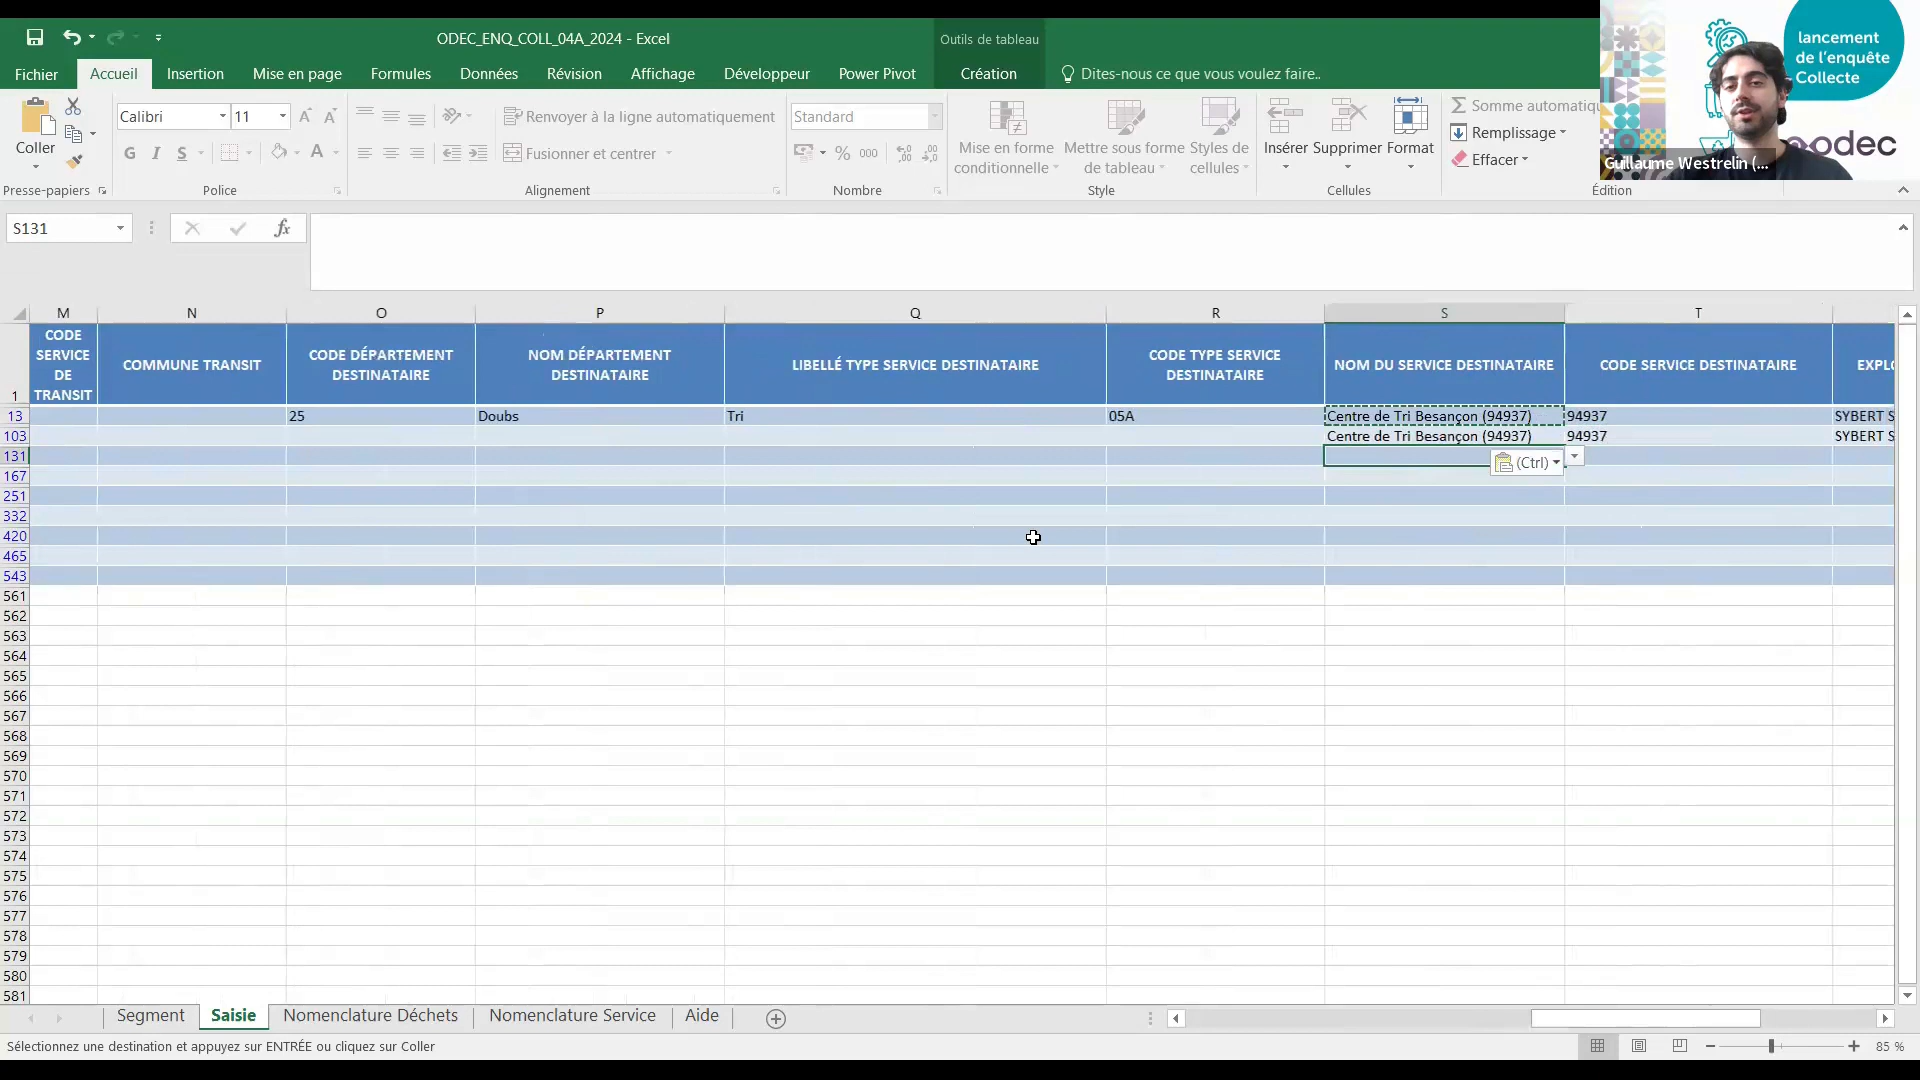 ODEC_ENQ_COLL_04A_2024 - Excel
Outils de tableau
Fichier Accueil Insertion Mise en page Formules Données Révision Affichage Développeur Power Pivot Création Dites-nous ce que vous voulez faire..
Coller
Presse-papiers
Calibri 11
G I S
Police
Renvoyer à la ligne automatiquement
Fusionner et centrer
Alignement
Standard
% 000
Nombre
Mise en forme
conditionnelle
Mettre sous forme
de tableau
Styles de
cellules
Style
Insérer Supprimer Format
Cellules
Somme automatiqu
Remplissage
Effacer
Édition
lancement
de l'enquête
Collecte
odec
Guillaume Westrelin (...
S131
fx
M N O P Q R S T
1
CODE
SERVICE
DE
TRANSIT
COMMUNE TRANSIT
CODE DÉPARTEMENT
DESTINATAIRE
NOM DÉPARTEMENT
DESTINATAIRE
LIBELLÉ TYPE SERVICE DESTINATAIRE
CODE TYPE SERVICE
DESTINATAIRE
NOM DU SERVICE DESTINATAIRE
CODE SERVICE DESTINATAIRE
EXPLO
13 25 Doubs Tri 05A Centre de Tri Besançon (94937) 94937 SYBERT S
103 Centre de Tri Besançon (94937) 94937 SYBERT S
131 (Ctrl)
167
251
332
420
465
543
561
562
563
564
565
566
567
568
569
570
571
572
573
574
575
576
577
578
579
580
581
Segment Saisie Nomenclature Déchets Nomenclature Service Aide
Sélectionnez une destination et appuyez sur ENTRÉE ou cliquez sur Coller
85 %